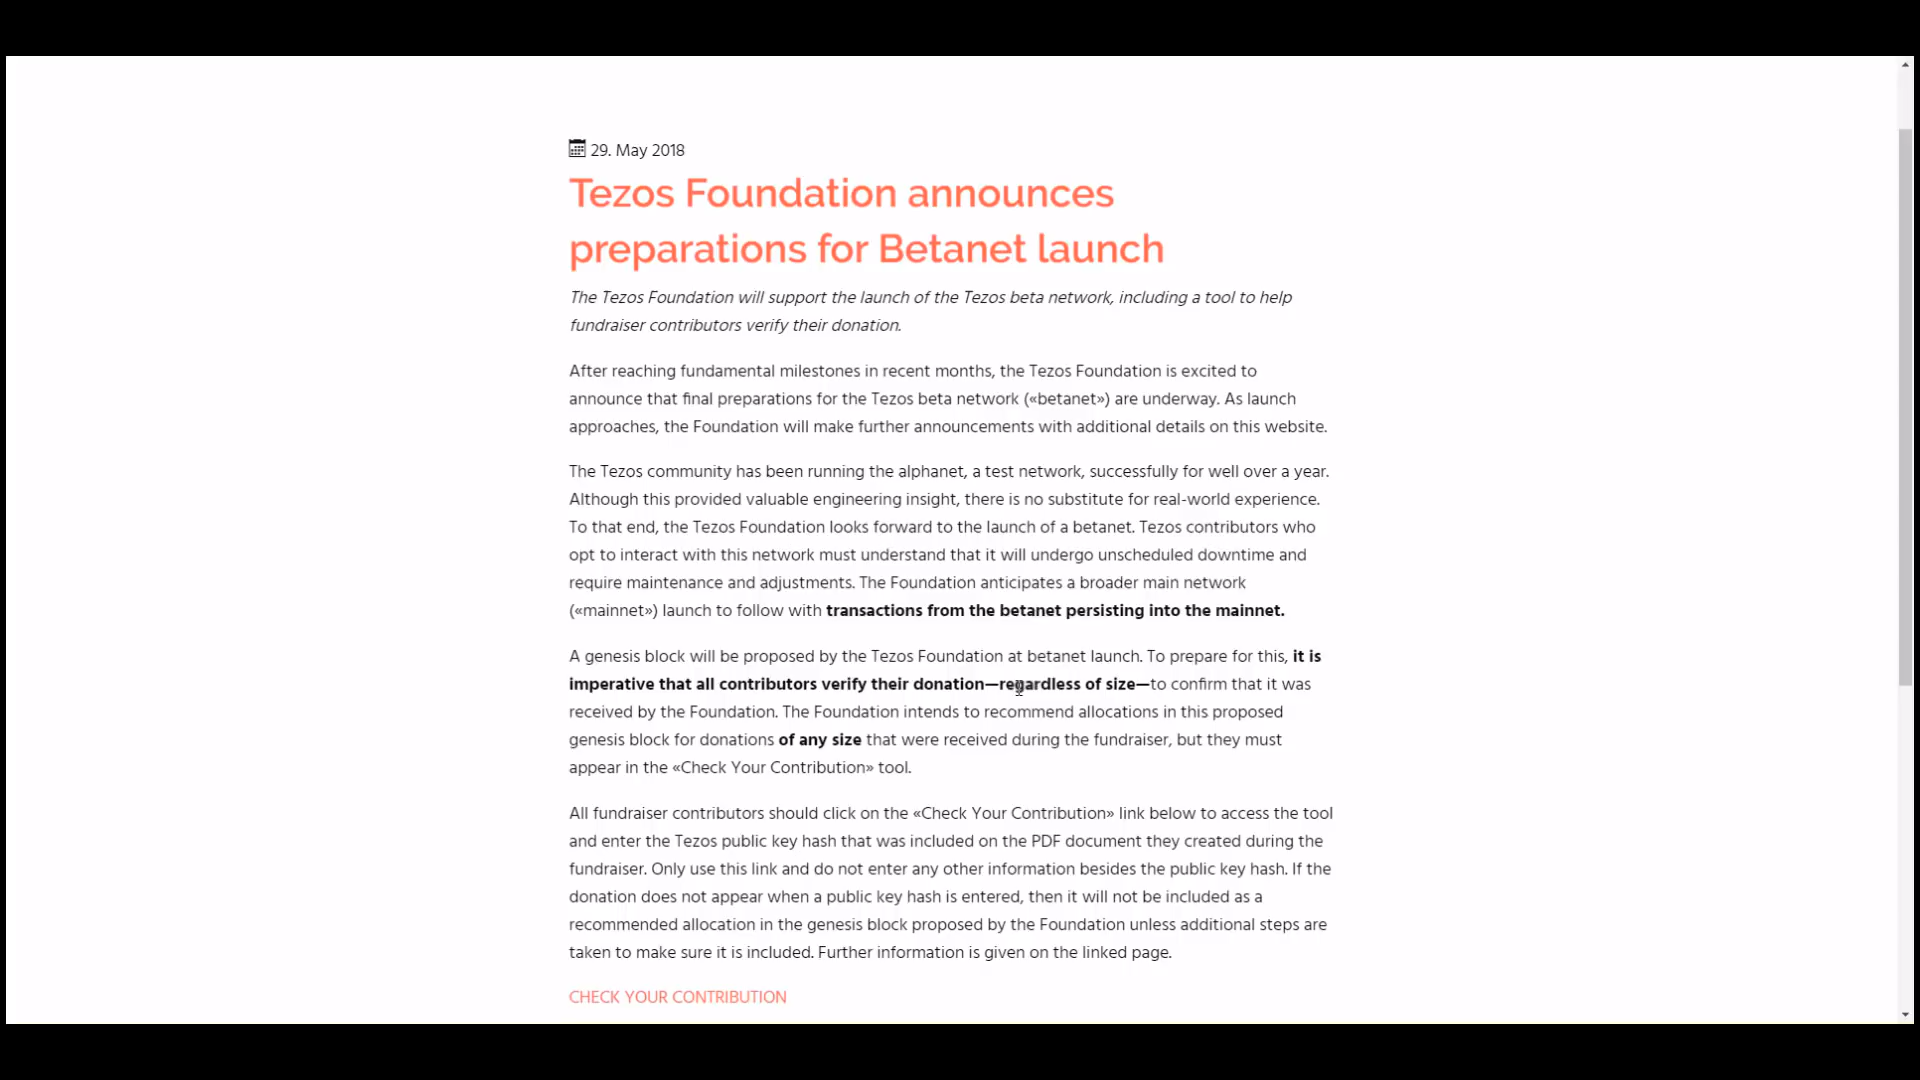 29. May 2018
Tezos Foundation announces
preparations for Betanet launch
The Tezos Foundation will support the launch of the Tezos beta network, including a tool to help
fundraiser contributors verify their donation.
After reaching fundamental milestones in recent months, the Tezos Foundation is excited to
announce that final preparations for the Tezos beta network («betanet») are underway. As launch
approaches, the Foundation will make further announcements with additional details on this website.
The Tezos community has been running the alphanet, a test network, successfully for well over a year.
Although this provided valuable engineering insight, there is no substitute for real-world experience.
To that end, the Tezos Foundation looks forward to the launch of a betanet. Tezos contributors who
opt to interact with this network must understand that it will undergo unscheduled downtime and
require maintenance and adjustments. The Foundation anticipates a broader main network
(«mainnet») launch to follow with transactions from the betanet persisting into the mainnet.
A genesis block will be proposed by the Tezos Foundation at betanet launch. To prepare for this, it is
imperative that all contributors verify their donation—regardless of size—to confirm that it was
received by the Foundation. The Foundation intends to recommend allocations in this proposed
genesis block for donations of any size that were received during the fundraiser, but they must
appear in the «Check Your Contribution» tool.
All fundraiser contributors should click on the «Check Your Contribution» link below to access the tool
and enter the Tezos public key hash that was included on the PDF document they created during the
fundraiser. Only use this link and do not enter any other information besides the public key hash. If the
donation does not appear when a public key hash is entered, then it will not be included as a
recommended allocation in the genesis block proposed by the Foundation unless additional steps are
taken to make sure it is included. Further information is given on the linked page.
CHECK YOUR CONTRIBUTION